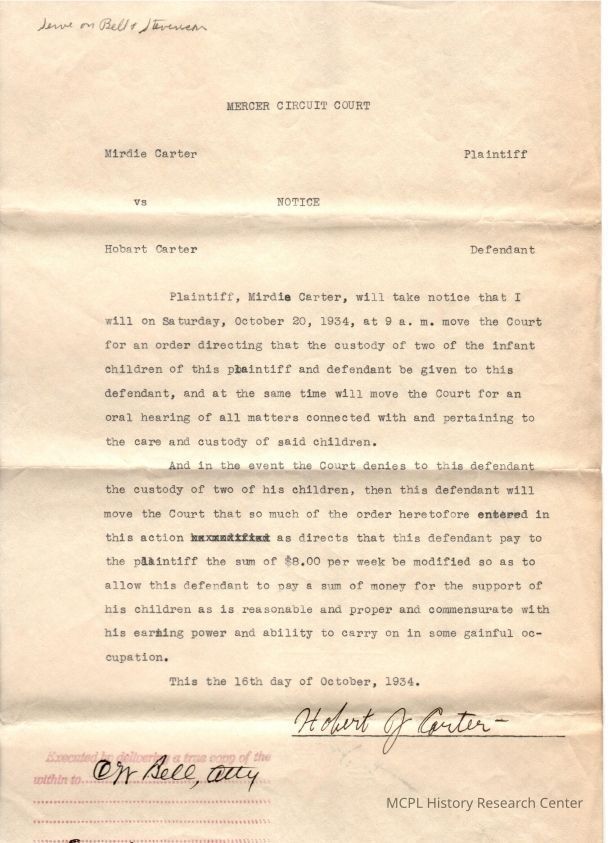 Serve on Bell & Stevenson
MERCER CIRCUIT COURT
Mirdie Carter Plaintiff
vs NOTICE
Hobart Carter Defendant
Plaintiff, Mirdie Carter, will take notice that I
will on Saturday, October 20, 1934, at 9 a. m. move the Court
for an order directing that the custody of two of the infant
children of this plaintiff and defendant be given to this
defendant, and at the same time will move the Court for an
oral hearing of all matters connected with and pertaining to
the care and custody of said children.
And in the event the Court denies to this defendant
the custody of two of his children, then this defendant will
move the Court that so much of the order heretofore entered in
this action as directs that this defendant pay to
the plaintiff the sum of $8.00 per week be modified so as to
allow this defendant to pay a sum of money for the support of
his children as is reasonable and proper and commensurate with
his earning power and ability to carry on in some gainful oc-
cupation.
This the 16th day of October, 1934.
Hobert J Carter
Executed by delivering a true copy of the
within to
CW Bell, Atty
MCPL History Research Center